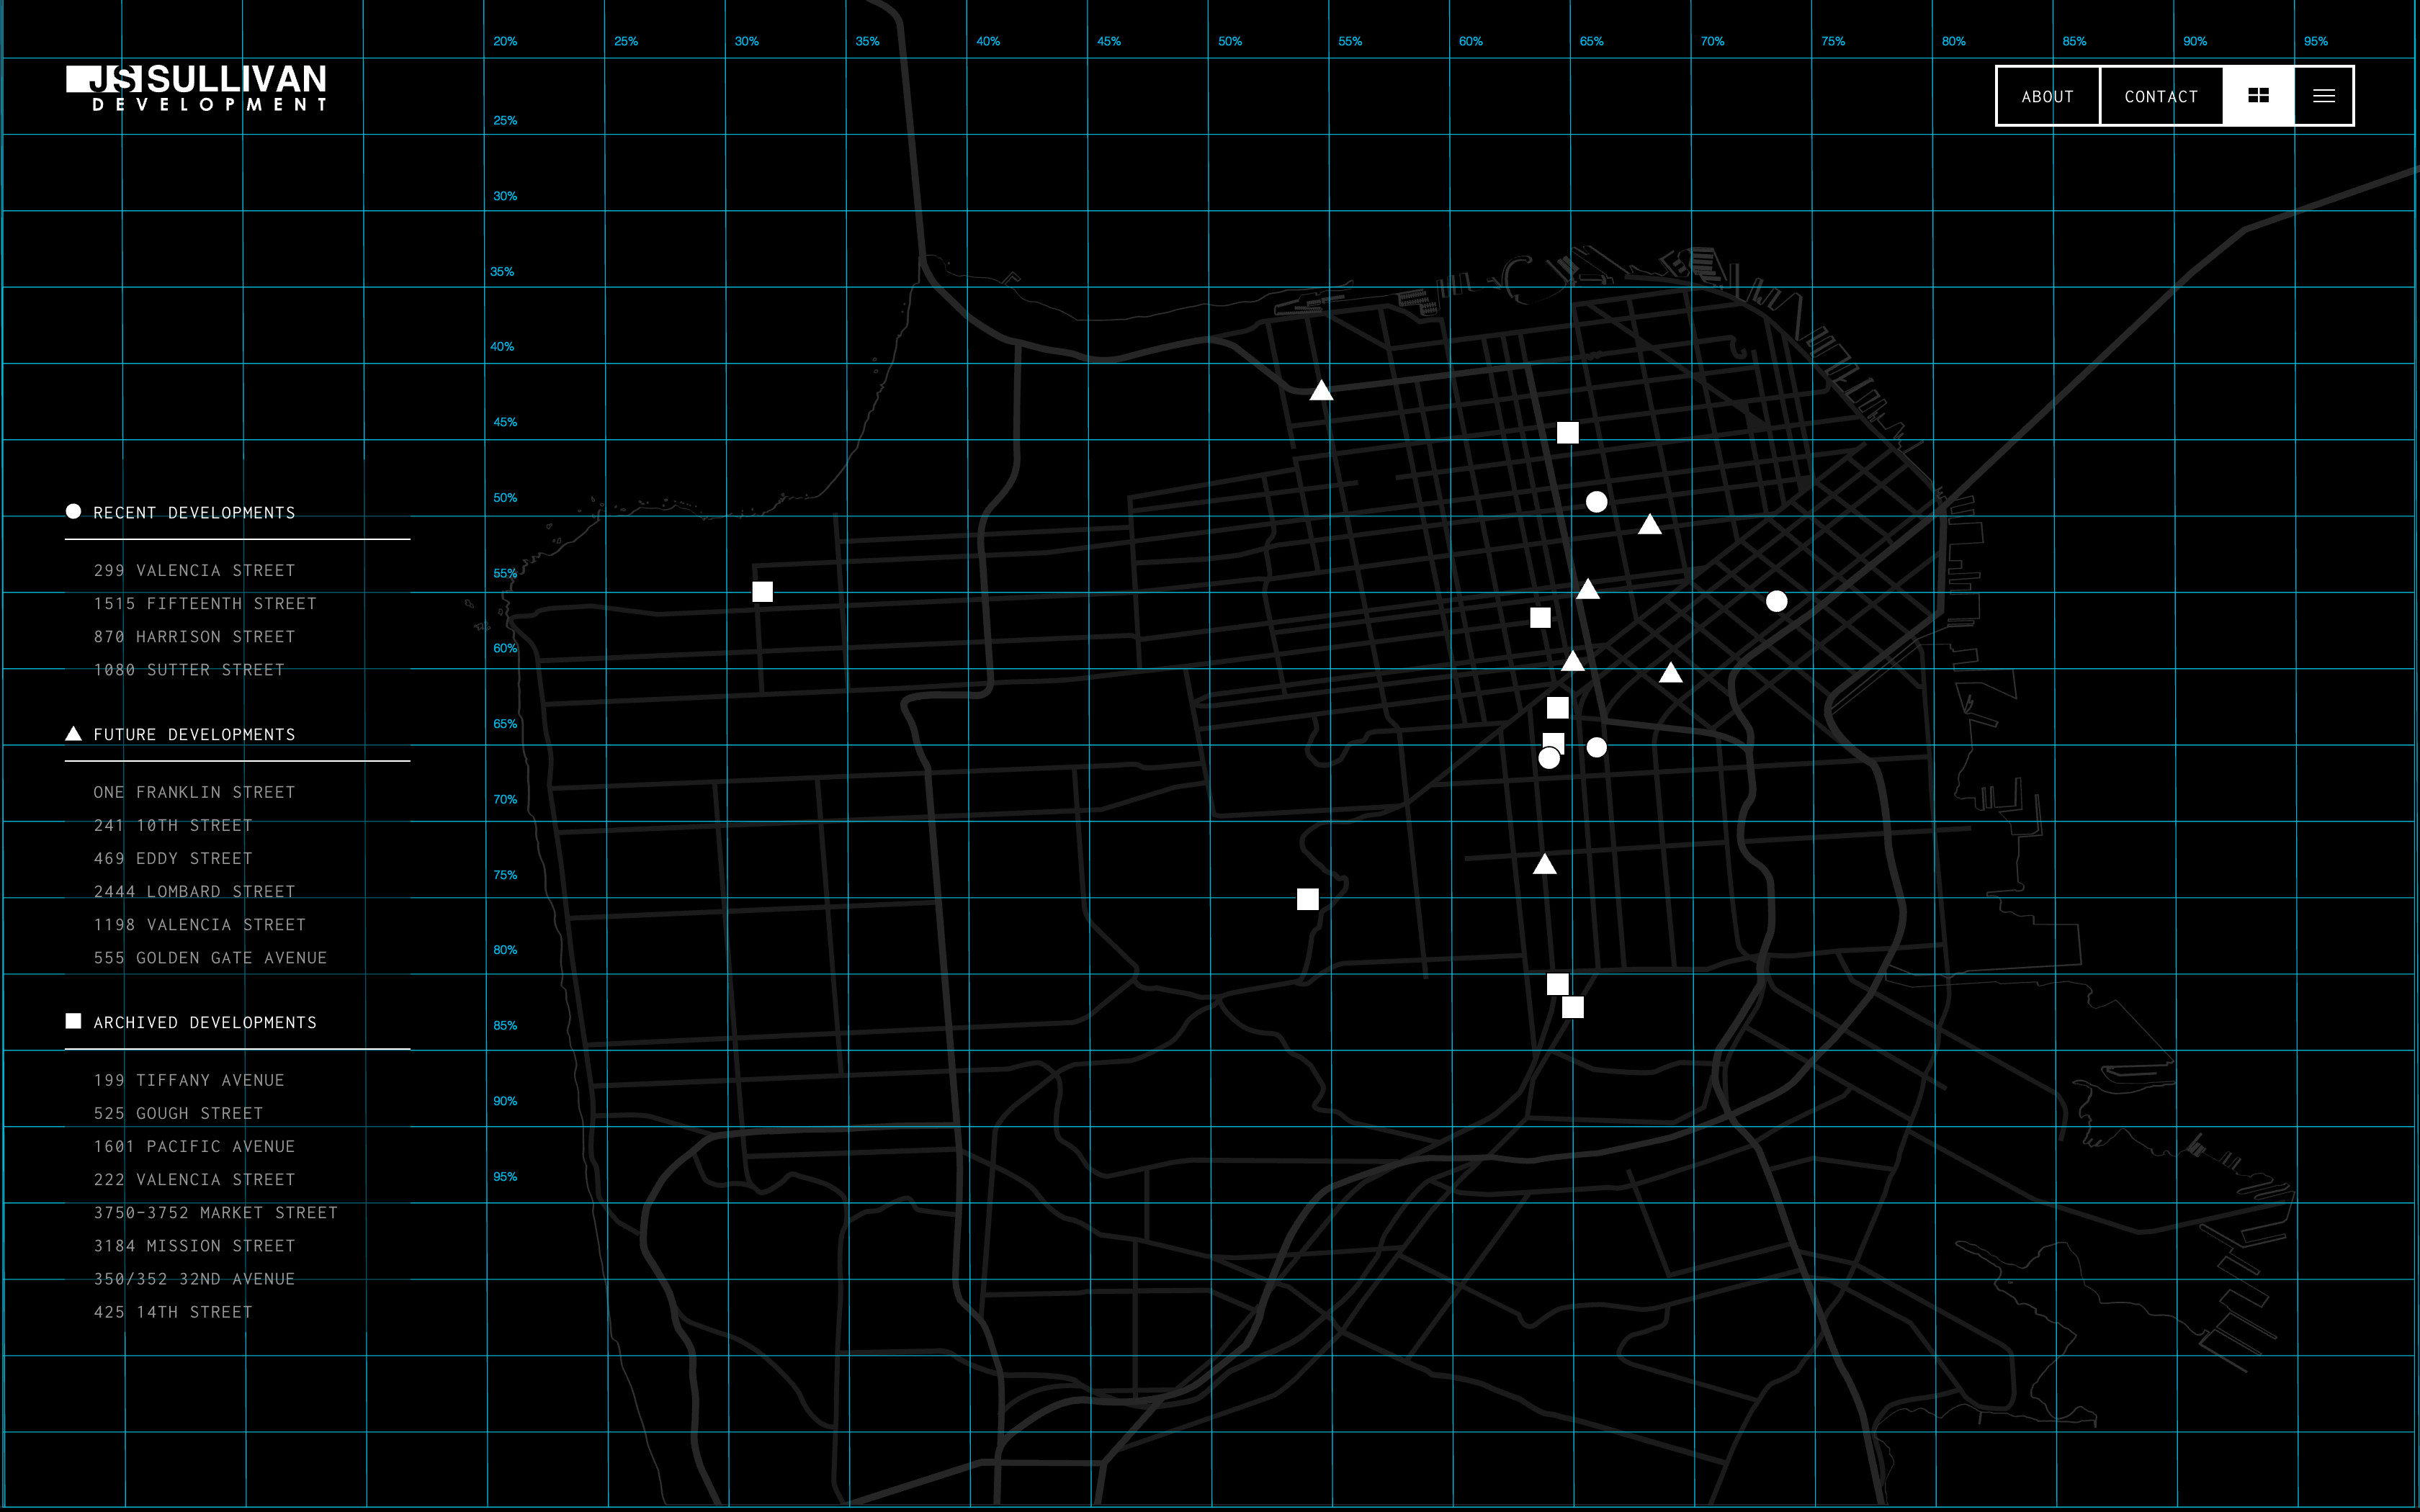 20% 25% 30% 35% 40% 45% 50% 55% 60% 65% 70% 75% 80% 85% 90% 95%
JS SULLIVAN
DEVELOPMENT
ABOUT
CONTACT
25%
30%
35%
40%
45%
50%
55%
60%
65%
70%
75%
80%
85%
90%
95%
RECENT DEVELOPMENTS
299 VALENCIA STREET
1515 FIFTEENTH STREET
870 HARRISON STREET
1080 SUTTER STREET
FUTURE DEVELOPMENTS
ONE FRANKLIN STREET
241 10TH STREET
469 EDDY STREET
2444 LOMBARD STREET
1198 VALENCIA STREET
555 GOLDEN GATE AVENUE
ARCHIVED DEVELOPMENTS
199 TIFFANY AVENUE
525 GOUGH STREET
1601 PACIFIC AVENUE
222 VALENCIA STREET
3750-3752 MARKET STREET
3184 MISSION STREET
350/352 32ND AVENUE
425 14TH STREET